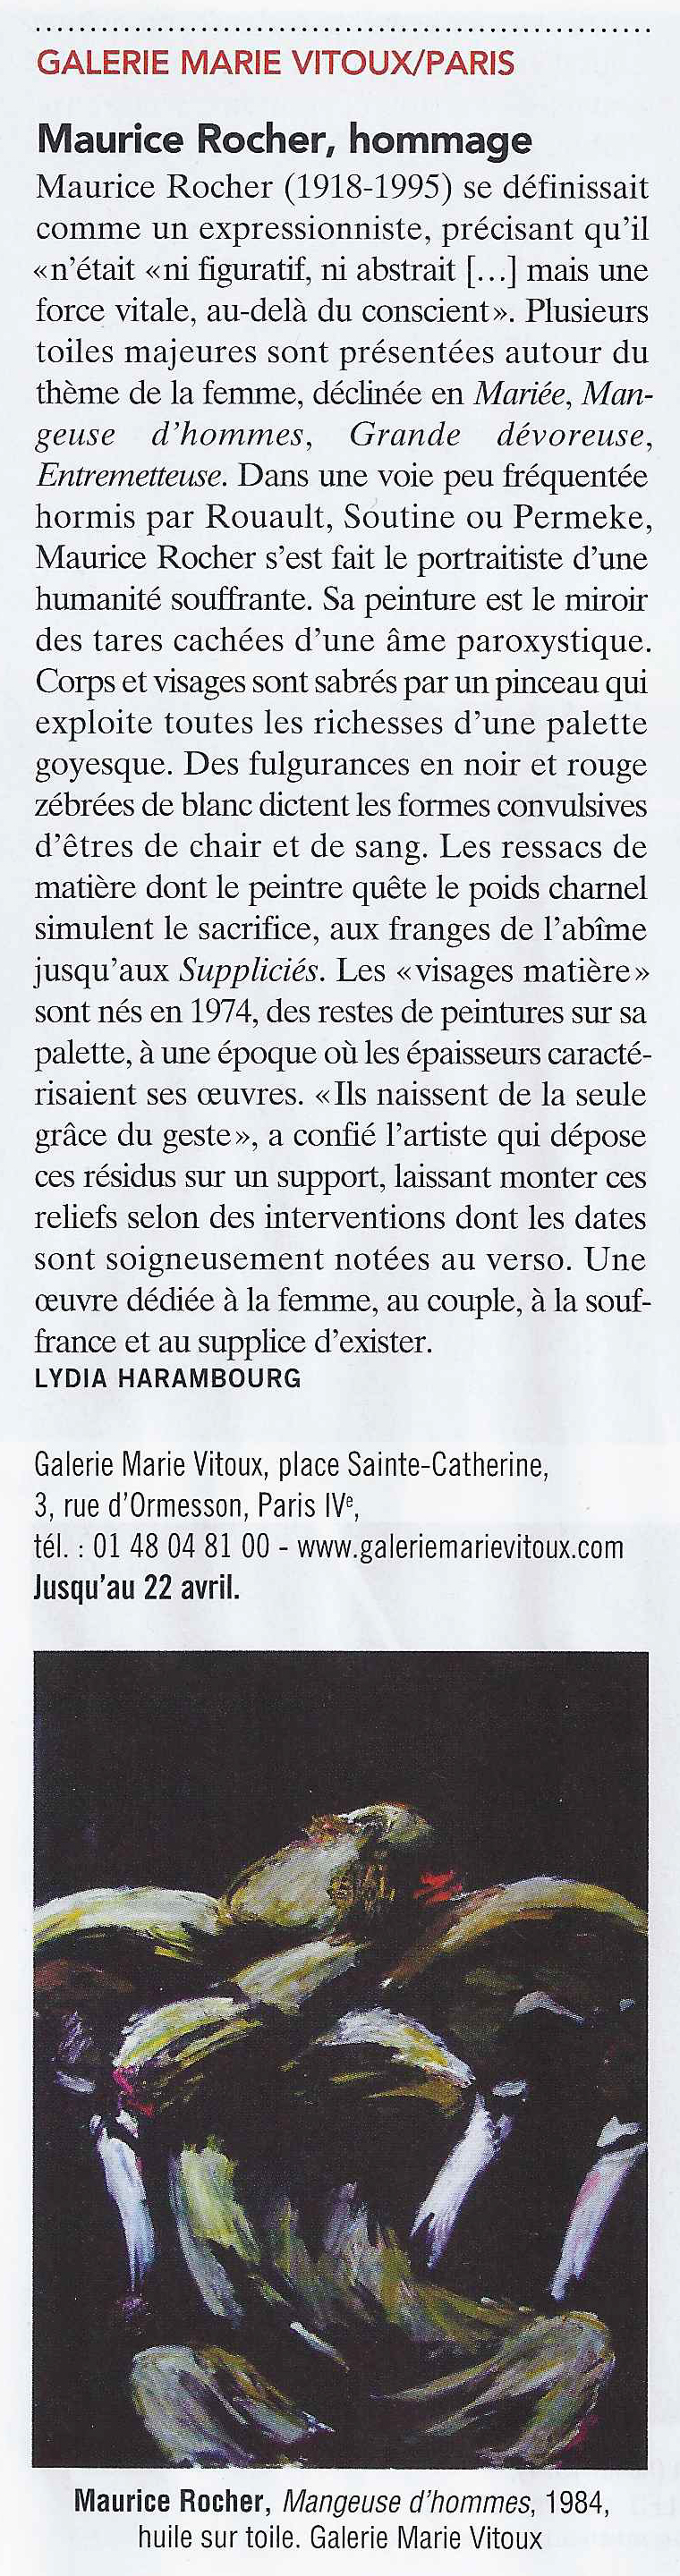 GALERIE MARIE VITOUX/PARIS
Maurice Rocher, hommage
Maurice Rocher (1918-1995) se définissait
comme un expressionniste, précisant qu’il
«n’était «ni figuratif, ni abstrait [...] mais une
force vitale, au-delà du conscient». Plusieurs
toiles majeures sont présentées autour du
thème de la femme, déclinée en Mariée, Man-
geuse d’hommes, Grande dévoreuse,
Entremetteuse. Dans une voie peu fréquentée
hormis par Rouault, Soutine ou Permeke,
Maurice Rocher s’est fait le portraitiste d’une
humanité souffrante. Sa peinture est le miroir
des tares cachées d’une âme paroxystique.
Corps et visages sont sabrés par un pinceau qui
exploite toutes les richesses d’une palette
goyesque. Des fulgurances en noir et rouge
zébrées de blanc dictent les formes convulsives
d’êtres de chair et de sang. Les ressacs de
matière dont le peintre quête le poids charnel
simulent le sacrifice, aux franges de l’abîme
jusqu’aux Suppliciés. Les «visages matière»
sont nés en 1974, des restes de peintures sur sa
palette, à une époque où les épaisseurs caracté-
risaient ses œuvres. «Ils naissent de la seule
grâce du geste», a confié l’artiste qui dépose
ces résidus sur un support, laissant monter ces
reliefs selon des interventions dont les dates
sont soigneusement notées au verso. Une
œuvre dédiée à la femme, au couple, à la souf-
france et au supplice d’exister.
LYDIA HARAMBOURG
Galerie Marie Vitoux, place Sainte-Catherine,
3, rue d’Ormesson, Paris IVe,
tél. : 01 48 04 81 00 - www.galeriemarievitoux.com
Jusqu’au 22 avril.
Maurice Rocher, Mangeuse d’hommes, 1984,
huile sur toile. Galerie Marie Vitoux